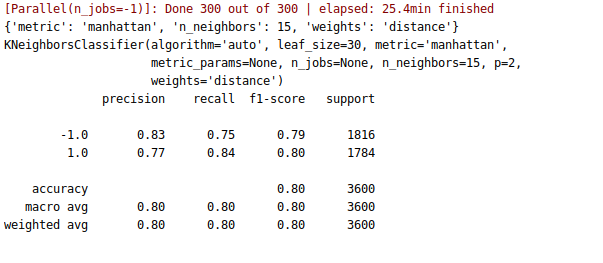 [Parallel(n_jobs=-1)]: Done 300 out of 300 | elapsed: 25.4min finished
{'metric': 'manhattan', 'n_neighbors': 15, 'weights': 'distance'}
KNeighborsClassifier(algorithm='auto', leaf_size=30, metric='manhattan',
                     metric_params=None, n_jobs=None, n_neighbors=15, p=2,
                     weights='distance')
              precision    recall  f1-score   support

        -1.0       0.83      0.75      0.79      1816
         1.0       0.77      0.84      0.80      1784

    accuracy                           0.80      3600
   macro avg       0.80      0.80      0.80      3600
weighted avg       0.80      0.80      0.80      3600